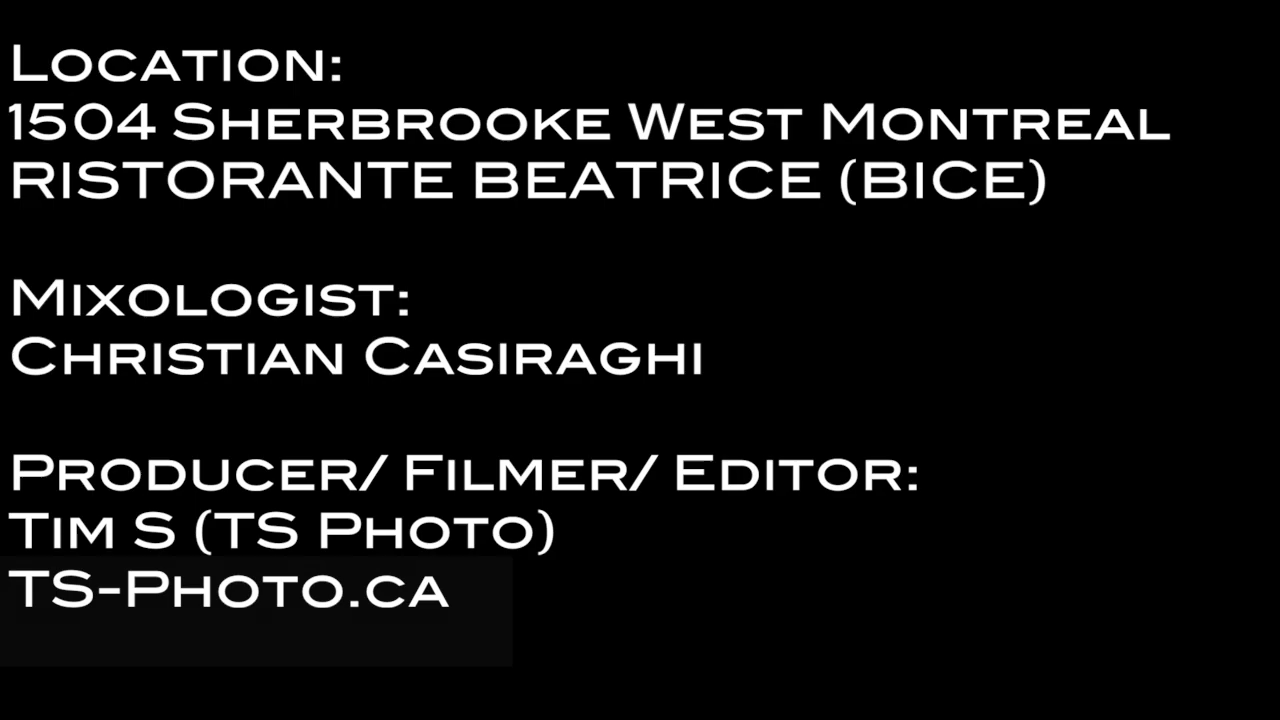 Location:
1504 Sherbrooke West Montreal
RISTORANTE BEATRICE (BICE)
Mixologist:
Christian Casiraghi
Producer/ Filmer/ Editor:
Tim S (TS Photo)
TS-Photo.ca